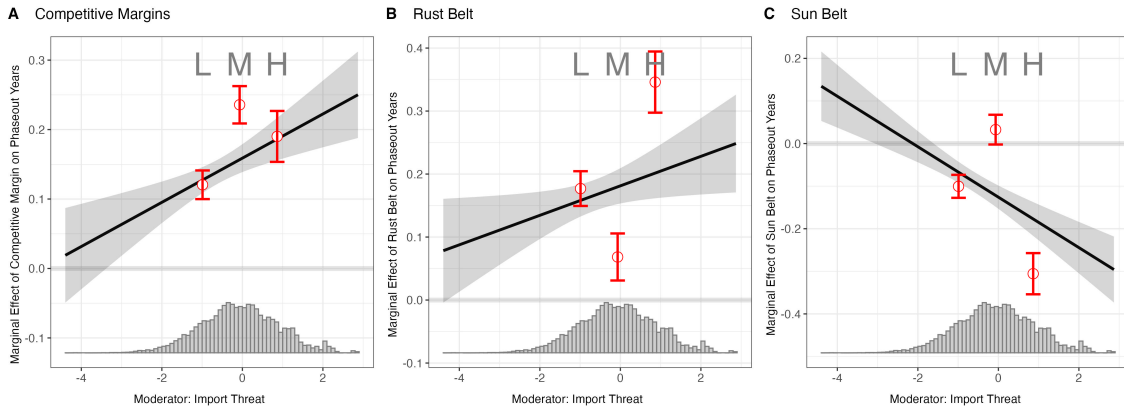 A Competitive Margins
Marginal Effect of Competitive Margin on Phaseout Years
0.3
0.2
0.1
0.0
-0.1
L M H
-4 -2 0 2
Moderator: Import Threat
B Rust Belt
Marginal Effect of Rust Belt on Phaseout Years
0.4
0.3
0.2
0.1
0.0
-0.1
L M H
-4 -2 0 2
Moderator: Import Threat
C Sun Belt
Marginal Effect of Sun Belt on Phaseout Years
0.2
0.0
-0.2
-0.4
L M H
-4 -2 0 2
Moderator: Import Threat